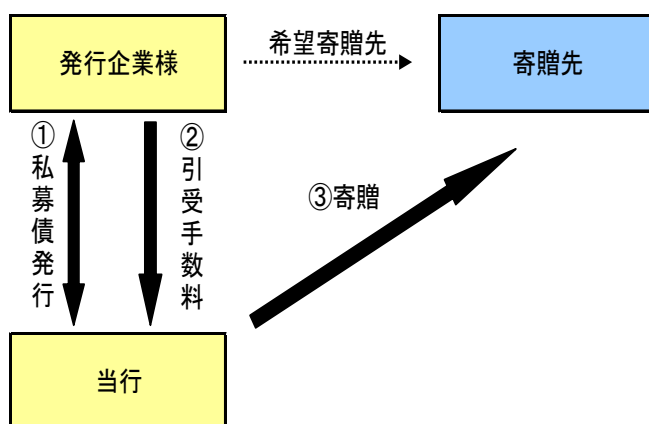 発行企業様
希望寄贈先
寄贈先
①私募債発行
②引受手数料
③寄贈
当行